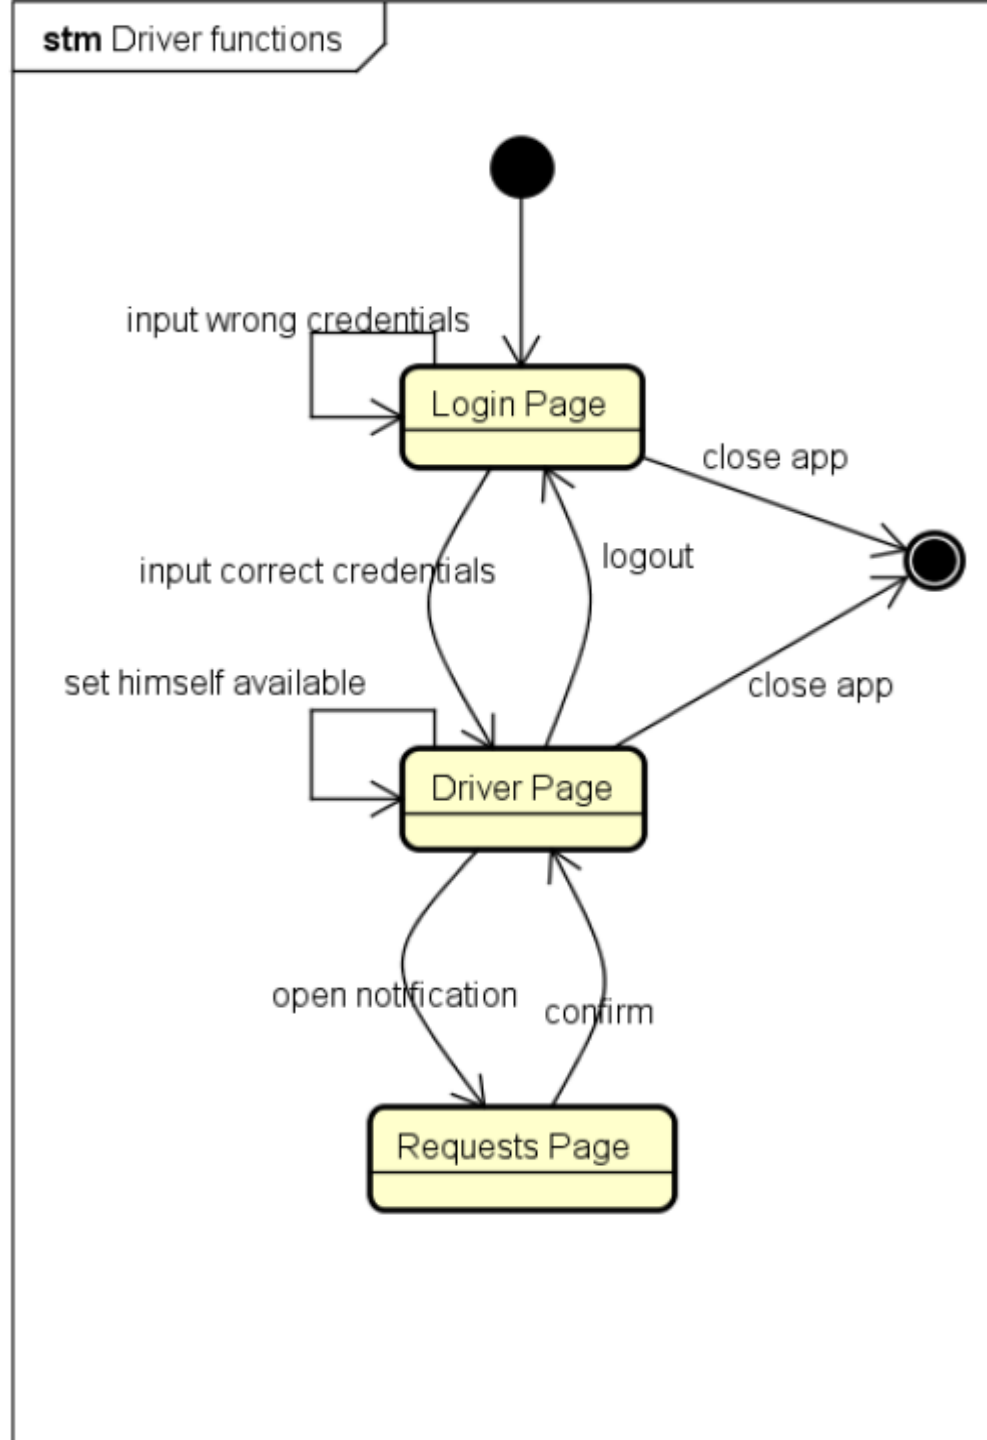 stm Driver functions
input wrong credentials
Login Page
close app
input correct credentials
logout
set himself available
close app
Driver Page
open notification
confirm
Requests Page